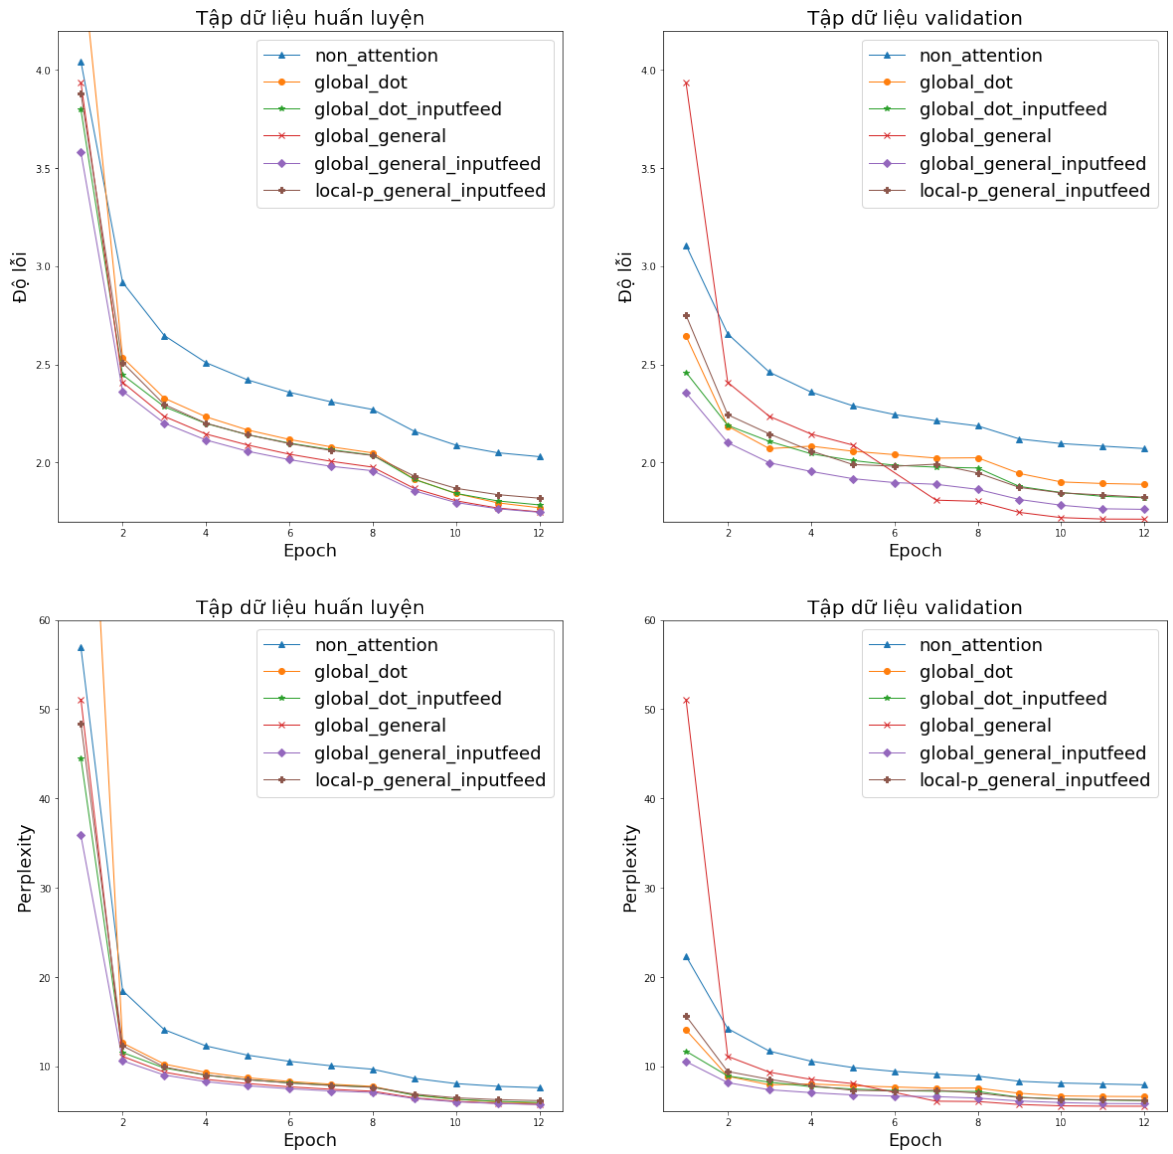 Tập dữ liệu huấn luyện
Độ lỗi
4.0
3.5
3.0
2.5
2.0
non_attention
global_dot
global_dot_inputfeed
global_general
global_general_inputfeed
local-p_general_inputfeed
2 4 6 8 10 12
Epoch
Tập dữ liệu validation
Độ lỗi
4.0
3.5
3.0
2.5
2.0
non_attention
global_dot
global_dot_inputfeed
global_general
global_general_inputfeed
local-p_general_inputfeed
2 4 6 8 10 12
Epoch
Tập dữ liệu huấn luyện
Perplexity
60
50
40
30
20
10
non_attention
global_dot
global_dot_inputfeed
global_general
global_general_inputfeed
local-p_general_inputfeed
2 4 6 8 10 12
Epoch
Tập dữ liệu validation
Perplexity
60
50
40
30
20
10
non_attention
global_dot
global_dot_inputfeed
global_general
global_general_inputfeed
local-p_general_inputfeed
2 4 6 8 10 12
Epoch